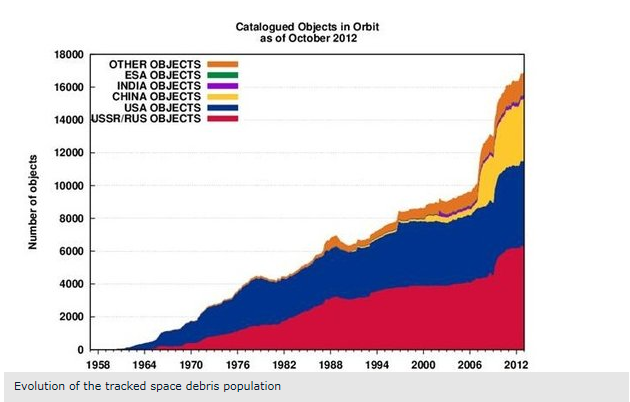 Catalogued Objects in Orbit
as of October 2012
18000
16000
14000
12000
10000
8000
6000
4000
2000
0
Number of objects
OTHER OBJECTS
ESA OBJECTS
INDIA OBJECTS
CHINA OBJECTS
USA OBJECTS
USSR/RUS OBJECTS
1958 1964 1970 1976 1982 1988 1994 2000 2006 2012
Evolution of the tracked space debris population